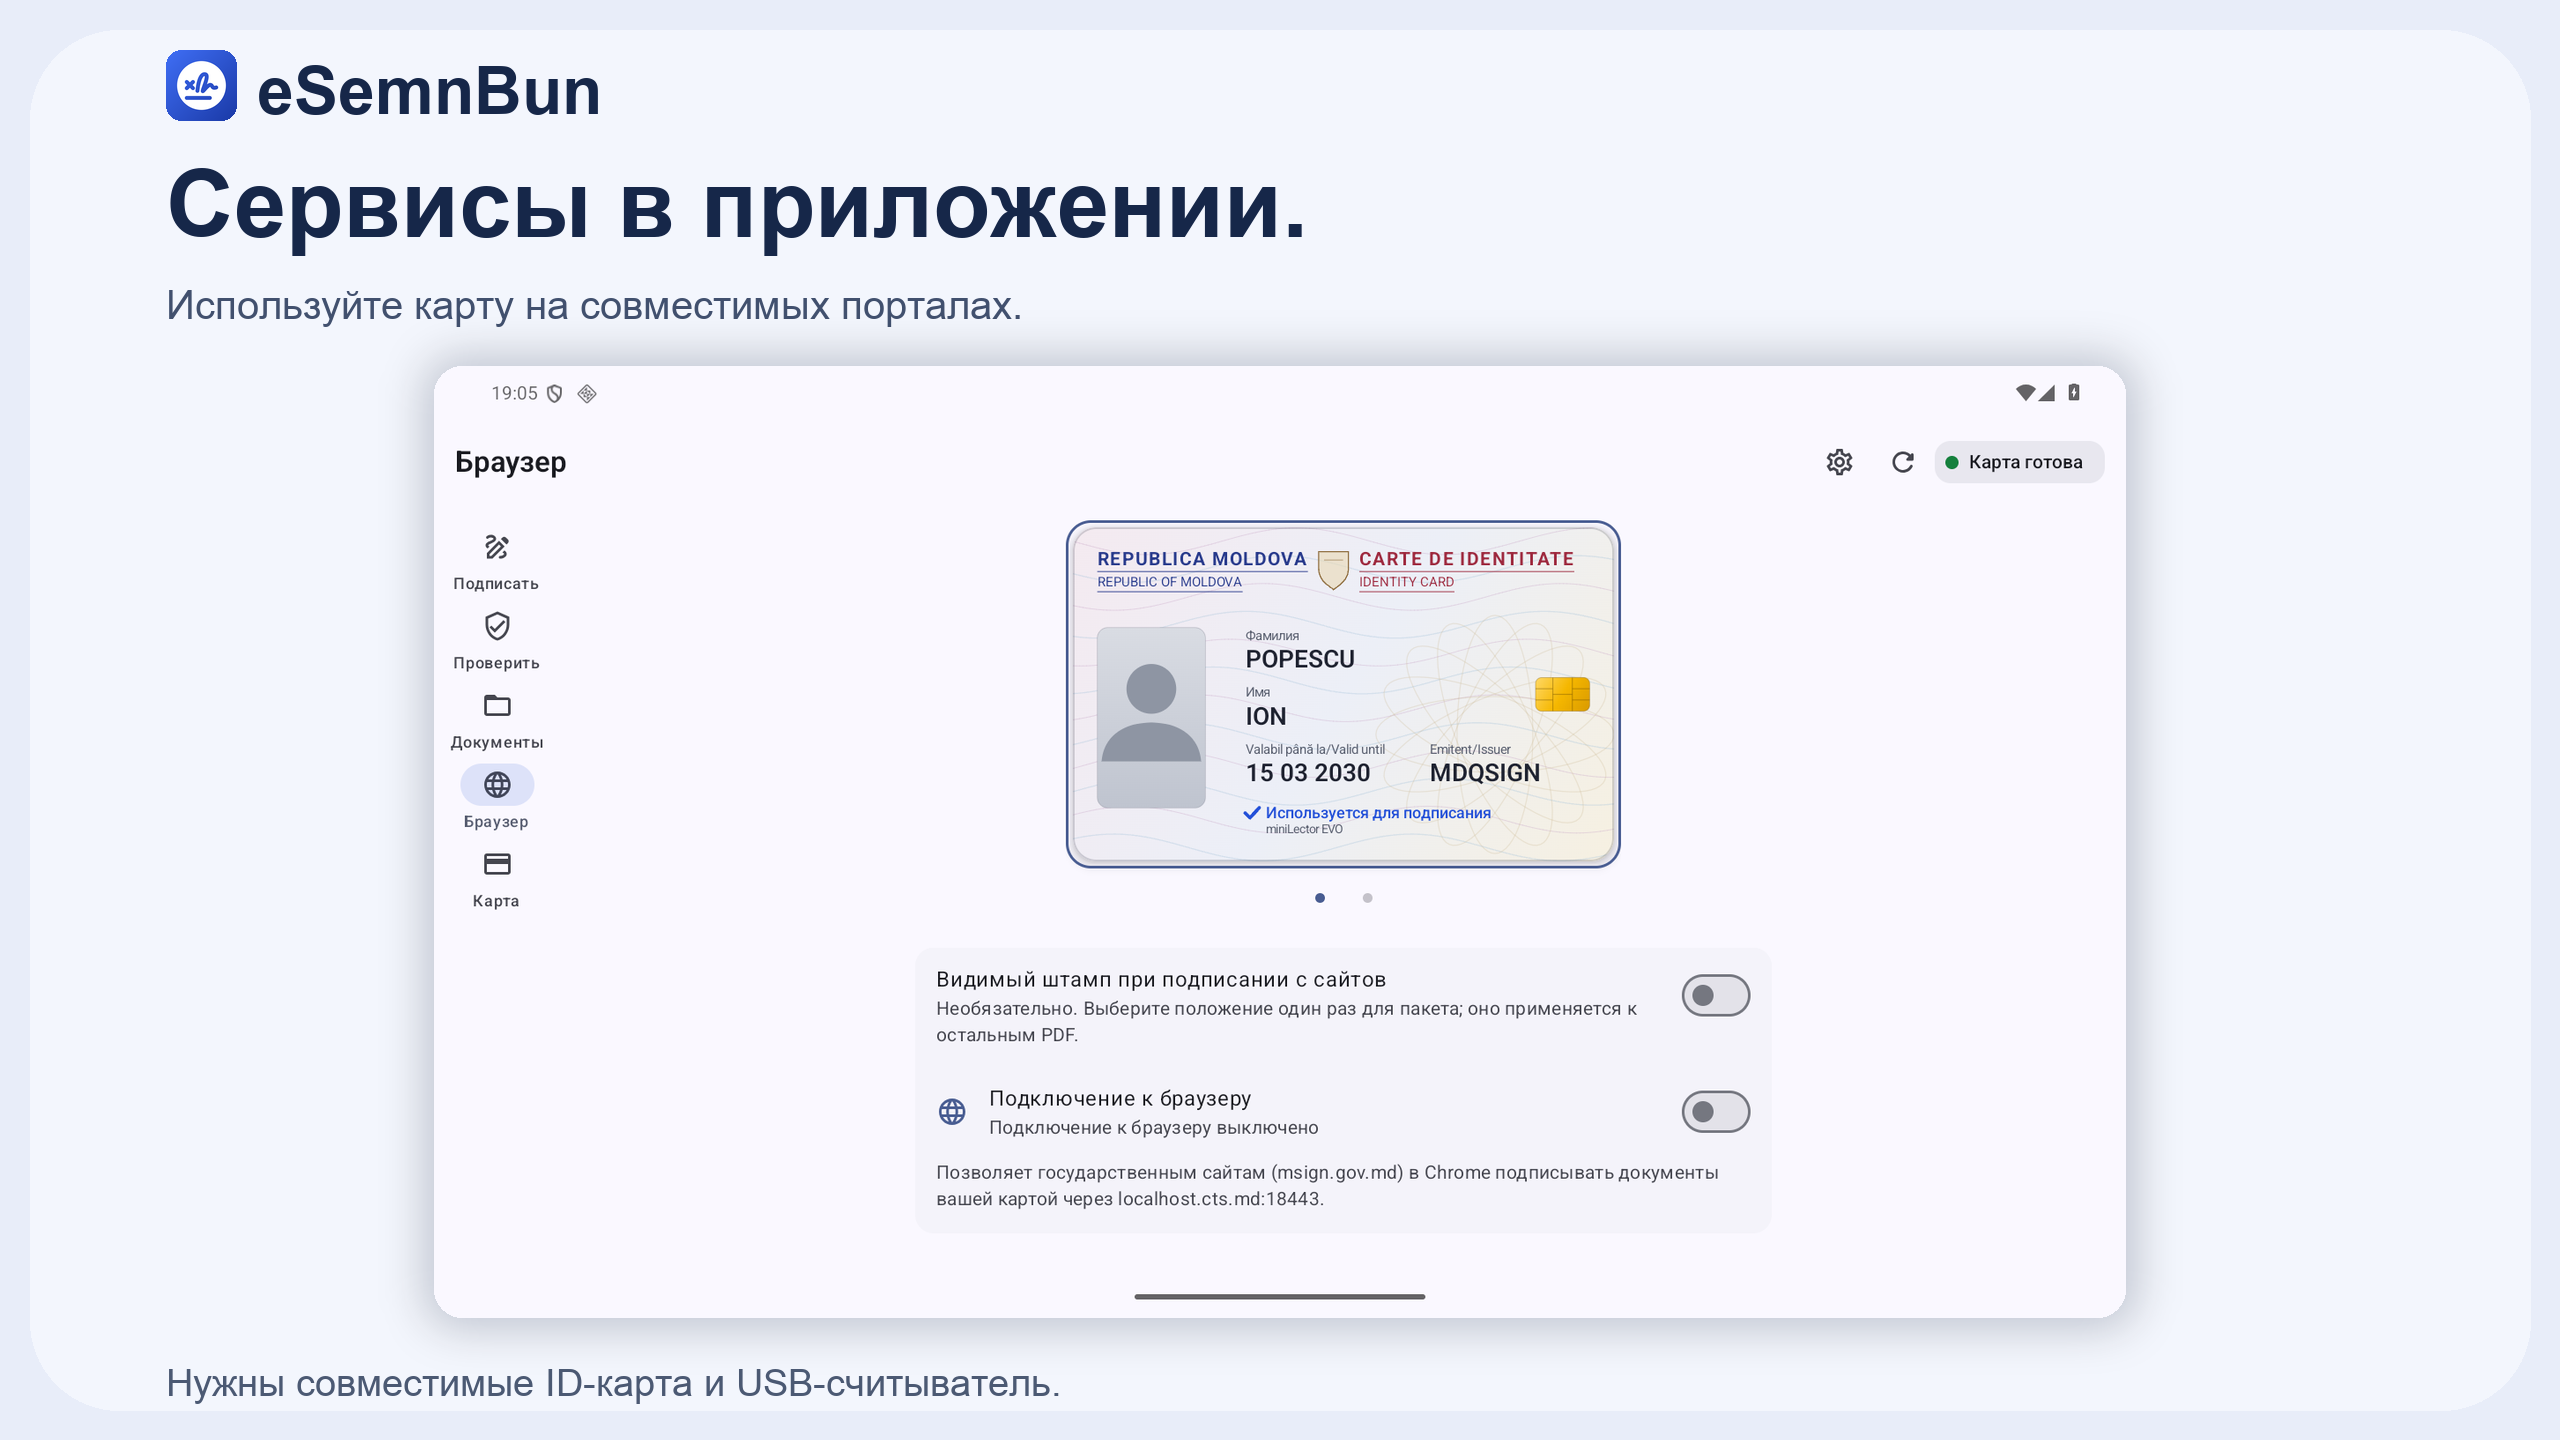 eSemnBun
Сервисы в приложении.
Используйте карту на совместимых порталах.
19:05
Браузер
Карта готова
Подписать
Проверить
Документы
Браузер
Карта
REPUBLICA MOLDOVA
REPUBLIC OF MOLDOVA
CARTE DE IDENTITATE
IDENTITY CARD
Фамилия
POPESCU
Имя
ION
Valabil până la/Valid until
15 03 2030
Emitent/Issuer
MDQSIGN
Используется для подписания
miniLector EVO
Видимый штамп при подписании с сайтов
Необязательно. Выберите положение один раз для пакета; оно применяется к
остальным PDF.
Подключение к браузеру
Подключение к браузеру выключено
Позволяет государственным сайтам (msign.gov.md) в Chrome подписывать документы
вашей картой через localhost.cts.md:18443.
Нужны совместимые ID-карта и USB-считыватель.